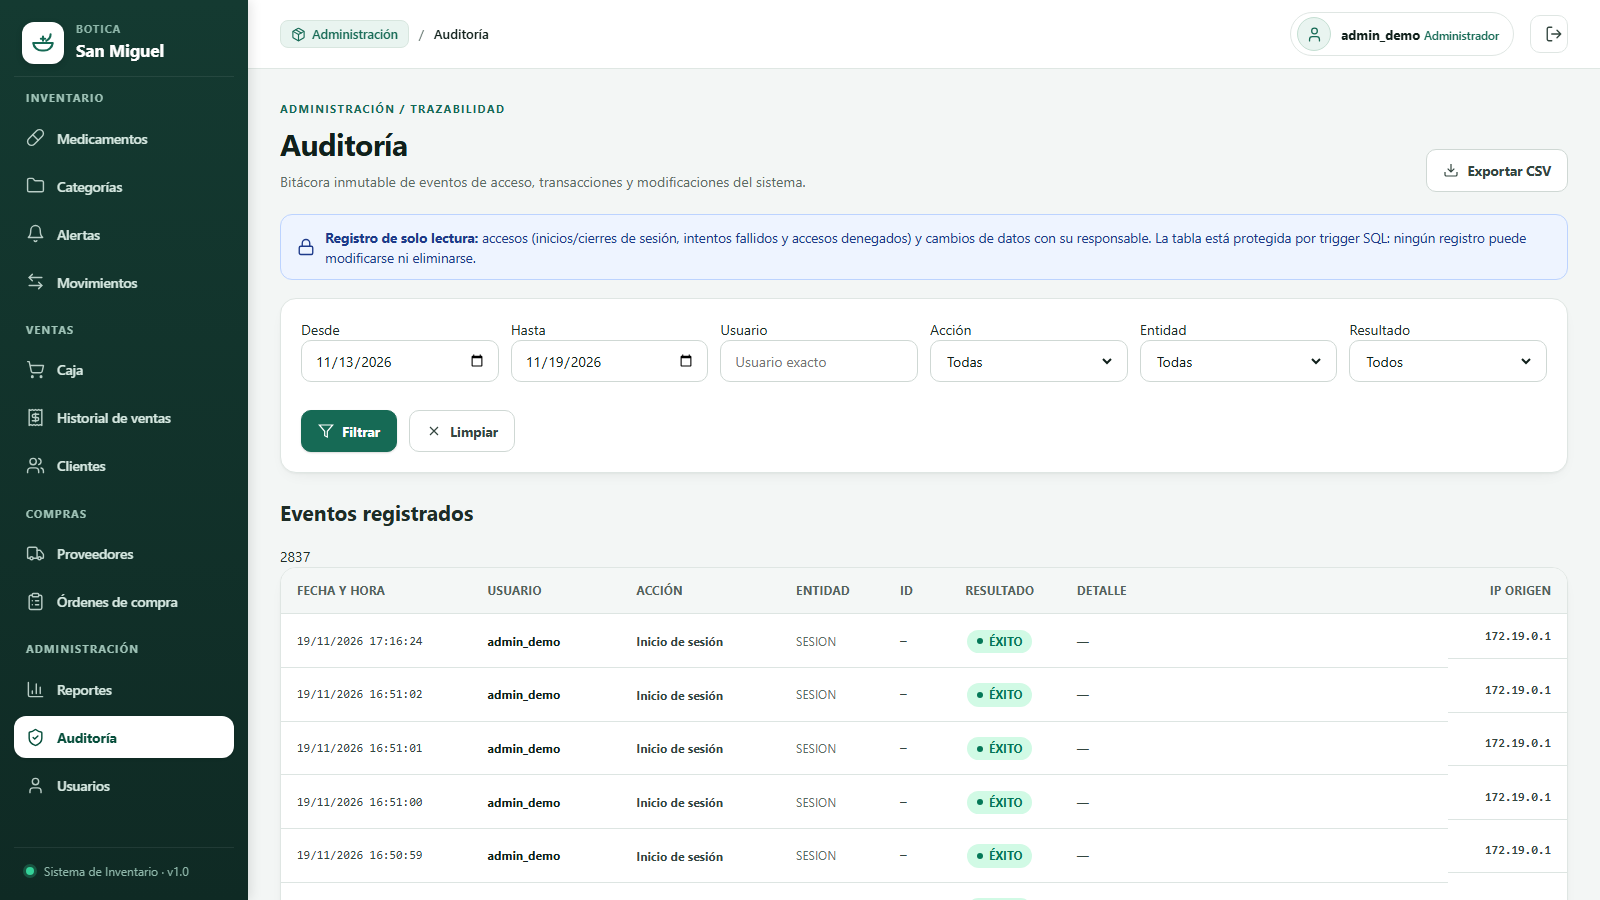 BOTICA
San Miguel
INVENTARIO
Medicamentos
Categorías
Alertas
Movimientos
VENTAS
Caja
Historial de ventas
Clientes
COMPRAS
Proveedores
Órdenes de compra
ADMINISTRACIÓN
Reportes
Auditoría
Usuarios
Sistema de Inventario · v1.0
Administración / Auditoría
admin_demo Administrador
ADMINISTRACIÓN / TRAZABILIDAD
Auditoría
Bitácora inmutable de eventos de acceso, transacciones y modificaciones del sistema.
Exportar CSV
Registro de solo lectura: accesos (inicios/cierres de sesión, intentos fallidos y accesos denegados) y cambios de datos con su responsable. La tabla está protegida por trigger SQL: ningún registro puede
modificarse ni eliminarse.
Desde Hasta Usuario Acción Entidad Resultado
11/13/2026 11/19/2026 Usuario exacto Todas Todas Todos
Filtrar Limpiar
Eventos registrados
2837
FECHA Y HORA USUARIO ACCIÓN ENTIDAD ID RESULTADO DETALLE IP ORIGEN
19/11/2026 17:16:24 admin_demo Inicio de sesión SESION – ÉXITO — 172.19.0.1
19/11/2026 16:51:02 admin_demo Inicio de sesión SESION – ÉXITO — 172.19.0.1
19/11/2026 16:51:01 admin_demo Inicio de sesión SESION – ÉXITO — 172.19.0.1
19/11/2026 16:51:00 admin_demo Inicio de sesión SESION – ÉXITO — 172.19.0.1
19/11/2026 16:50:59 admin_demo Inicio de sesión SESION – ÉXITO — 172.19.0.1